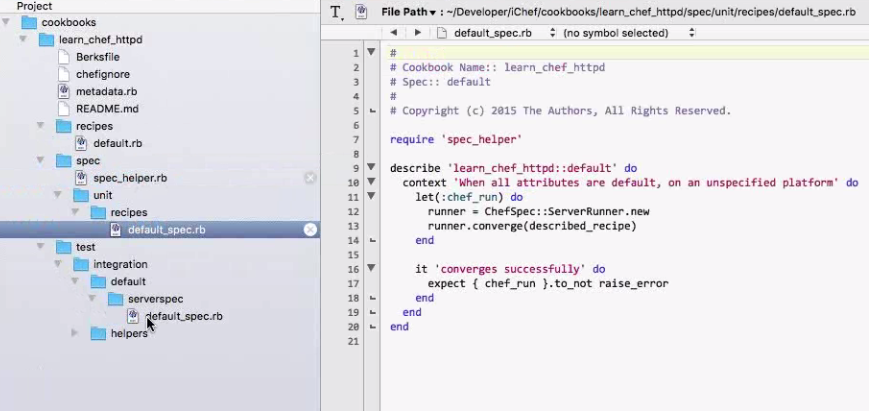 Project
cookbooks
learn_chef_httpd
Berksfile
chefignore
metadata.rb
README.md
recipes
default.rb
spec
spec_helper.rb
unit
recipes
default_spec.rb
test
integration
default
serverspec
default_spec.rb
helpers
File Path ▾ : ~/Developer/iChef/cookbooks/learn_chef_httpd/spec/unit/recipes/default_spec.rb
default_spec.rb (no symbol selected)
1 #
2 # Cookbook Name:: learn_chef_httpd
3 # Spec:: default
4 #
5 # Copyright (c) 2015 The Authors, All Rights Reserved.
6
7 require 'spec_helper'
8
9 describe 'learn_chef_httpd::default' do
10 context 'When all attributes are default, on an unspecified platform' do
11 let(:chef_run) do
12 runner = ChefSpec::ServerRunner.new
13 runner.converge(described_recipe)
14 end
15
16 it 'converges successfully' do
17 expect { chef_run }.to_not raise_error
18 end
19 end
20 end
21